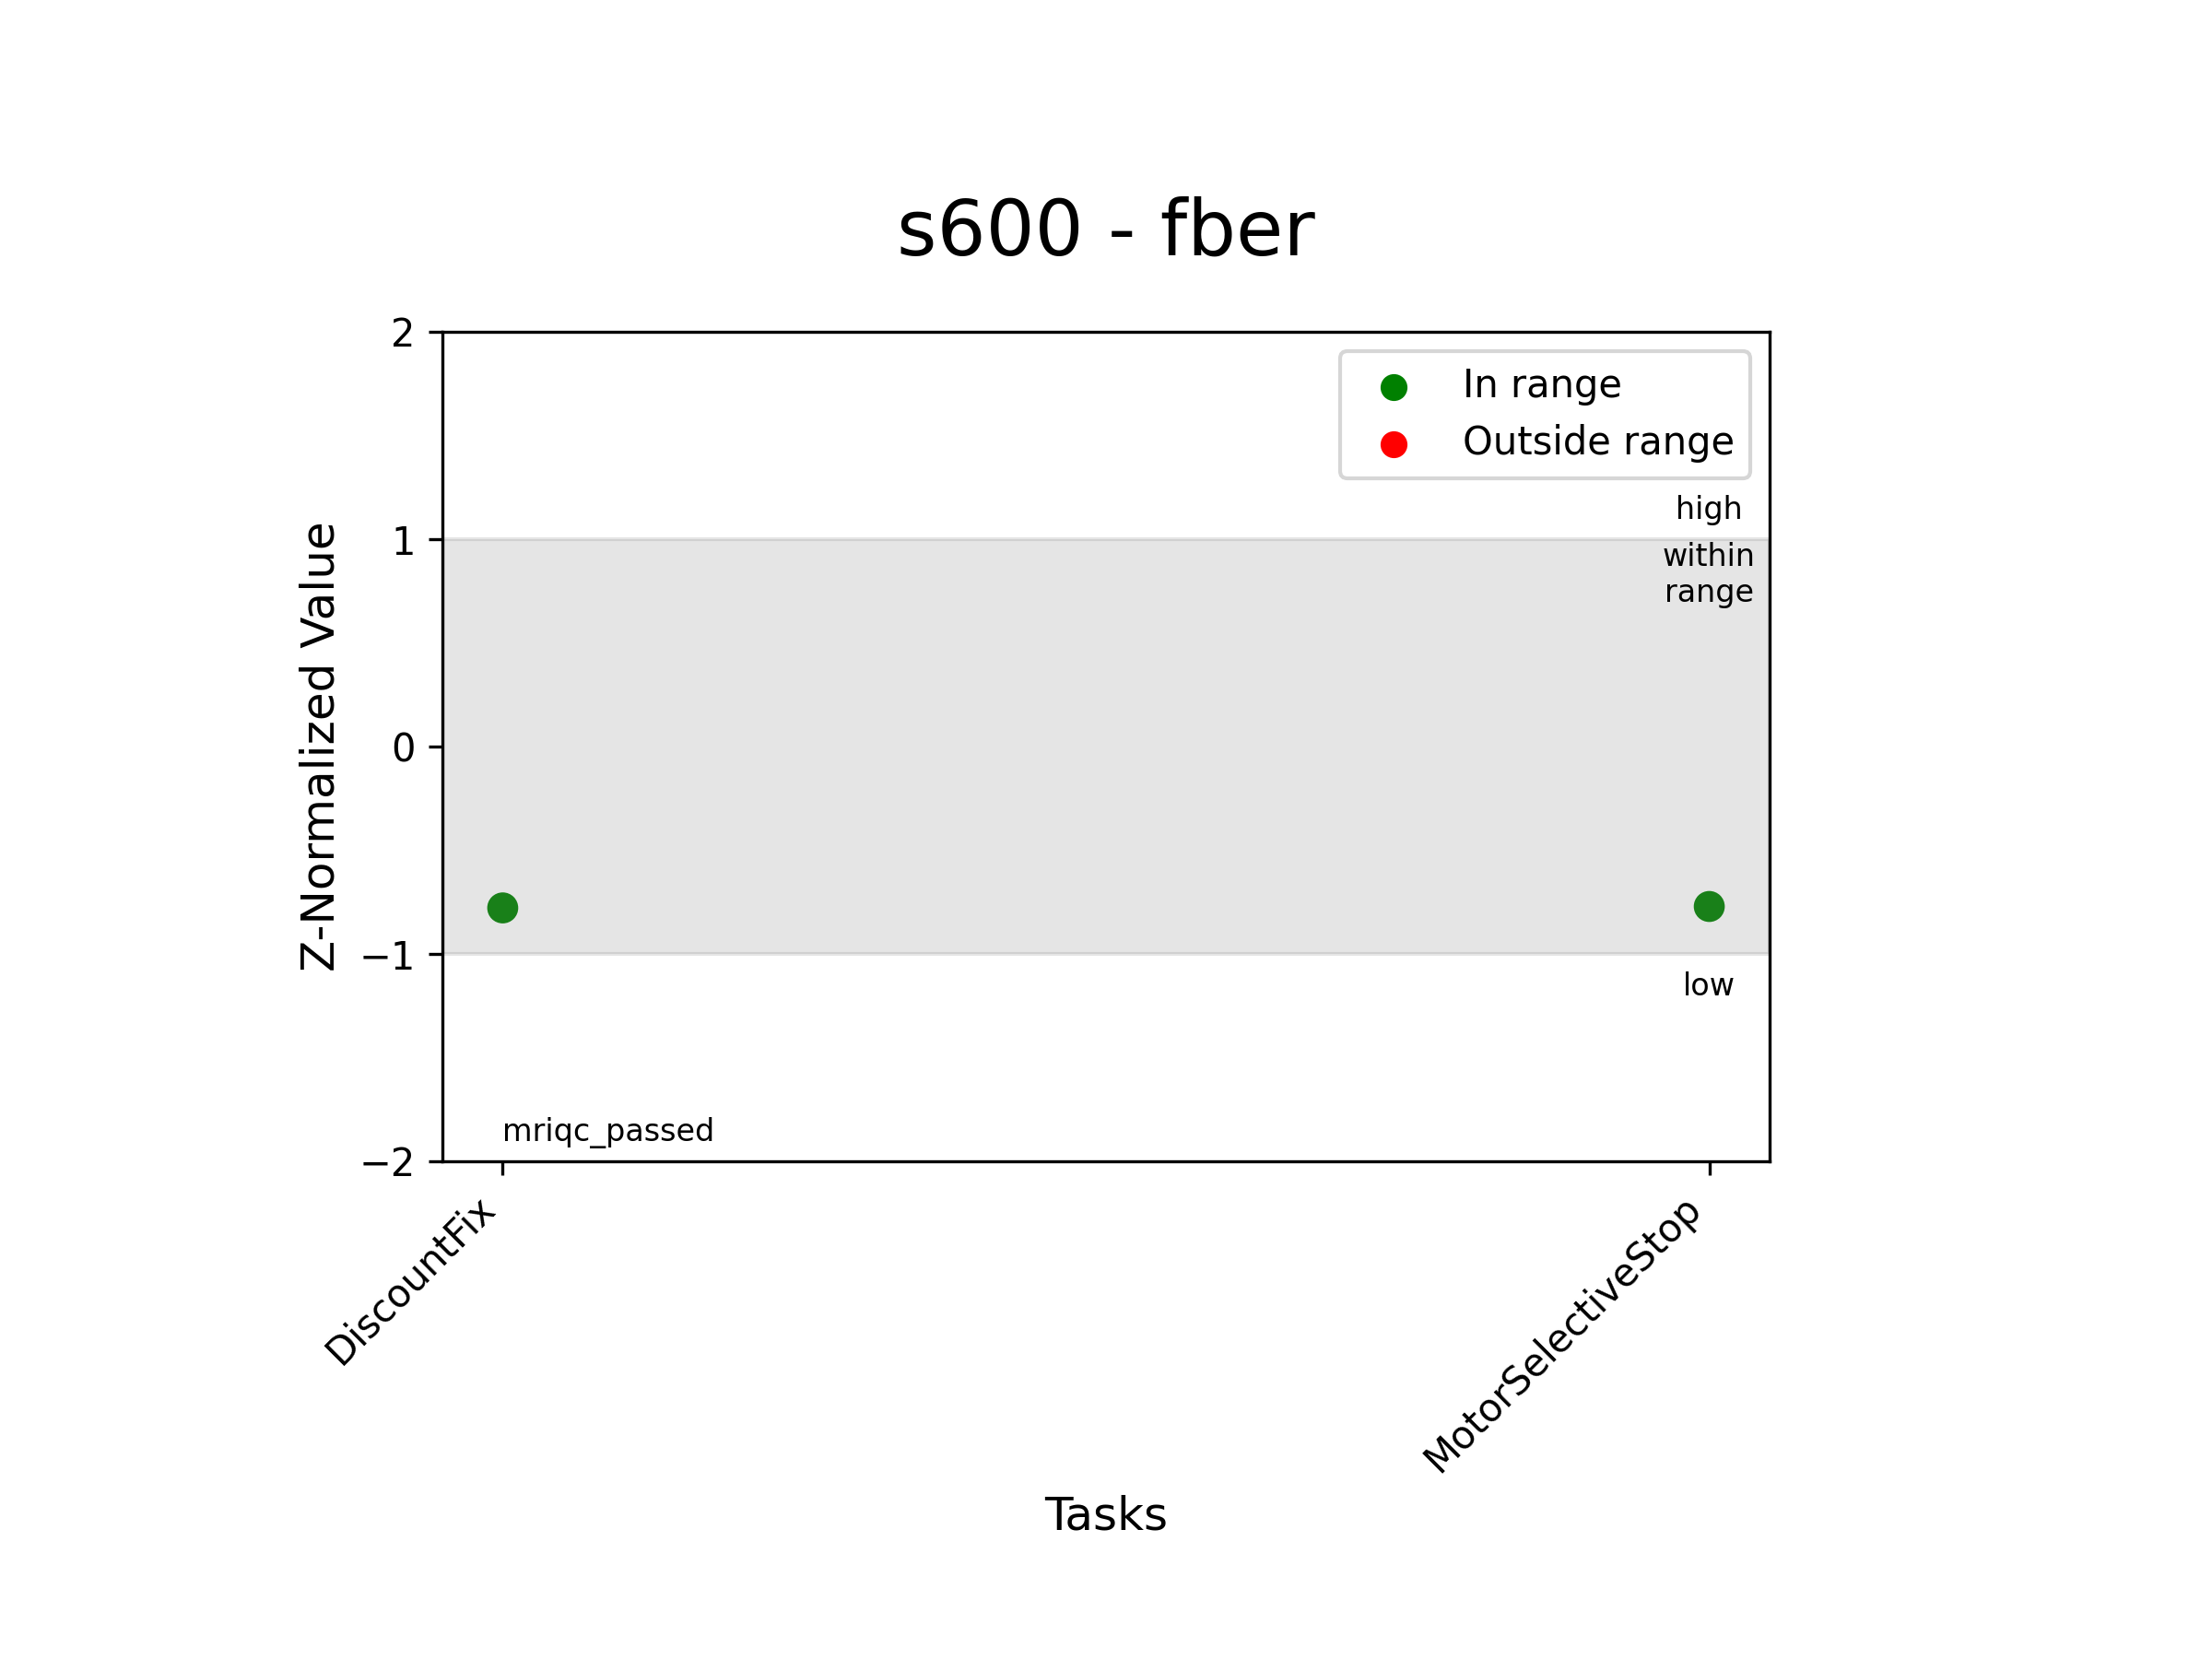 s600 - fber
2
In range
Outside range
high
1
within
range
Z-Normalized Value
0
−1
low
mriqc_passed
−2
DiscountFix
MotorSelectiveStop
Tasks